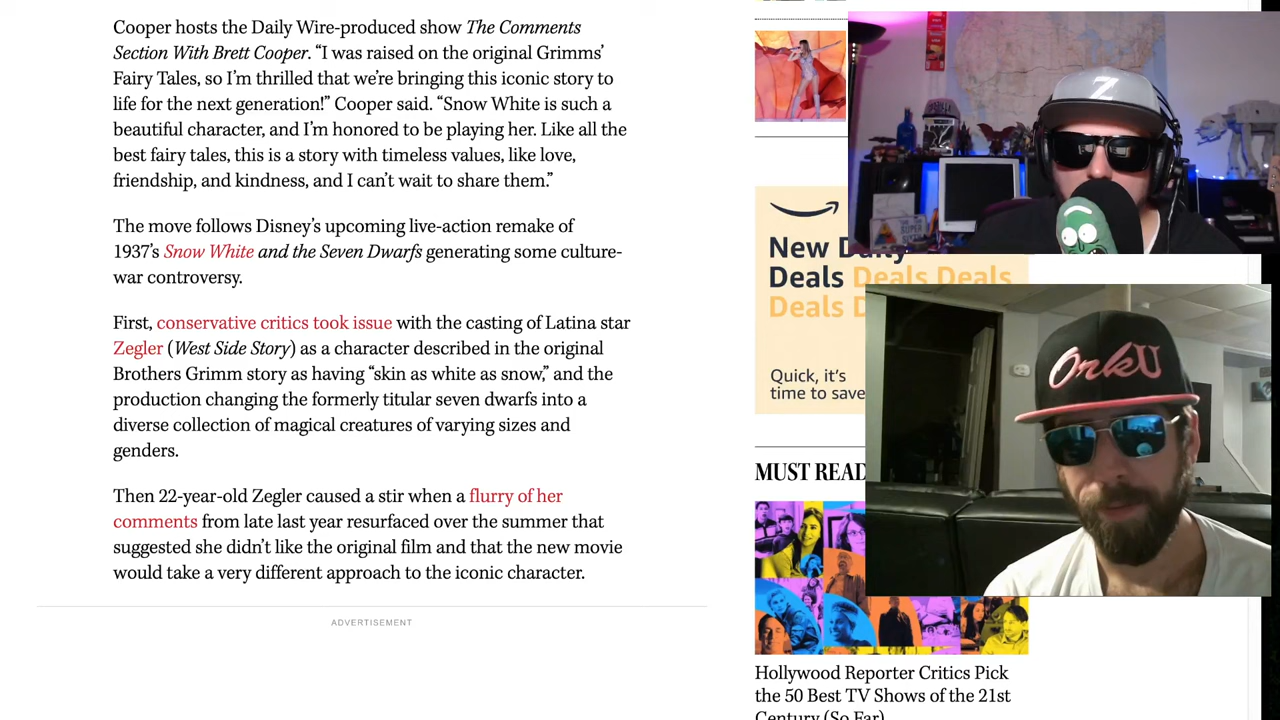 Cooper hosts the Daily Wire-produced show The Comments
Section With Brett Cooper. “I was raised on the original Grimms’
Fairy Tales, so I’m thrilled that we’re bringing this iconic story to
life for the next generation!” Cooper said. “Snow White is such a
beautiful character, and I’m honored to be playing her. Like all the
best fairy tales, this is a story with timeless values, like love,
friendship, and kindness, and I can’t wait to share them.”
The move follows Disney’s upcoming live-action remake of
1937’s Snow White and the Seven Dwarfs generating some culture-
war controversy.
First, conservative critics took issue with the casting of Latina star
Zegler (West Side Story) as a character described in the original
Brothers Grimm story as having “skin as white as snow,” and the
production changing the formerly titular seven dwarfs into a
diverse collection of magical creatures of varying sizes and
genders.
Then 22-year-old Zegler caused a stir when a flurry of her
comments from late last year resurfaced over the summer that
suggested she didn’t like the original film and that the new movie
would take a very different approach to the iconic character.
ADVERTISEMENT
New Daily
Deals Deals Deals
Deals D
Quick, it’s
time to save
MUST READ
Hollywood Reporter Critics Pick
the 50 Best TV Shows of the 21st
Century (So Far)
Z
OrkU